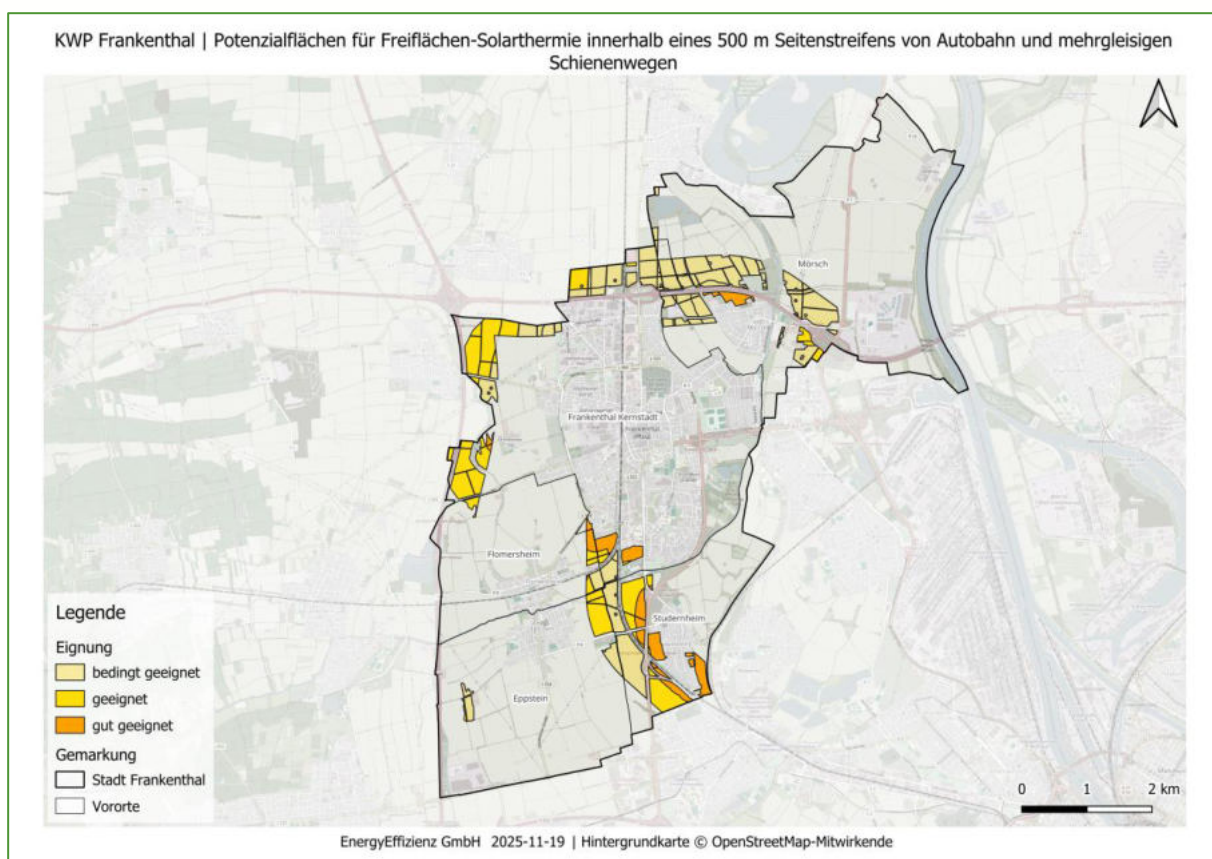 KWP Frankenthal | Potenzialflächen für Freiflächen-Solarthermie innerhalb eines 500 m Seitenstreifens von Autobahn und mehrgleisigen
Schienenwegen
Mörsch
Frankenthal Kernstadt
Flomersheim
Studernheim
Eppstein
Legende
Eignung
bedingt geeignet
geeignet
gut geeignet
Gemarkung
Stadt Frankenthal
Vororte
0 1 2 km
EnergyEffizienz GmbH 2025-11-19 | Hintergrundkarte © OpenStreetMap-Mitwirkende